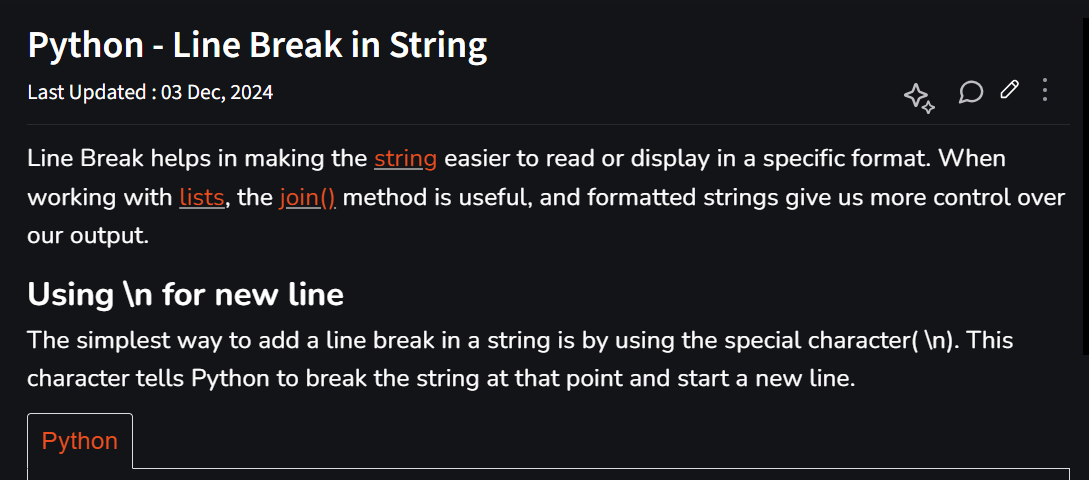 Python - Line Break in String
Last Updated : 03 Dec, 2024
Line Break helps in making the string easier to read or display in a specific format. When
working with lists, the join() method is useful, and formatted strings give us more control over
our output.
Using \n for new line
The simplest way to add a line break in a string is by using the special character( \n). This
character tells Python to break the string at that point and start a new line.
Python